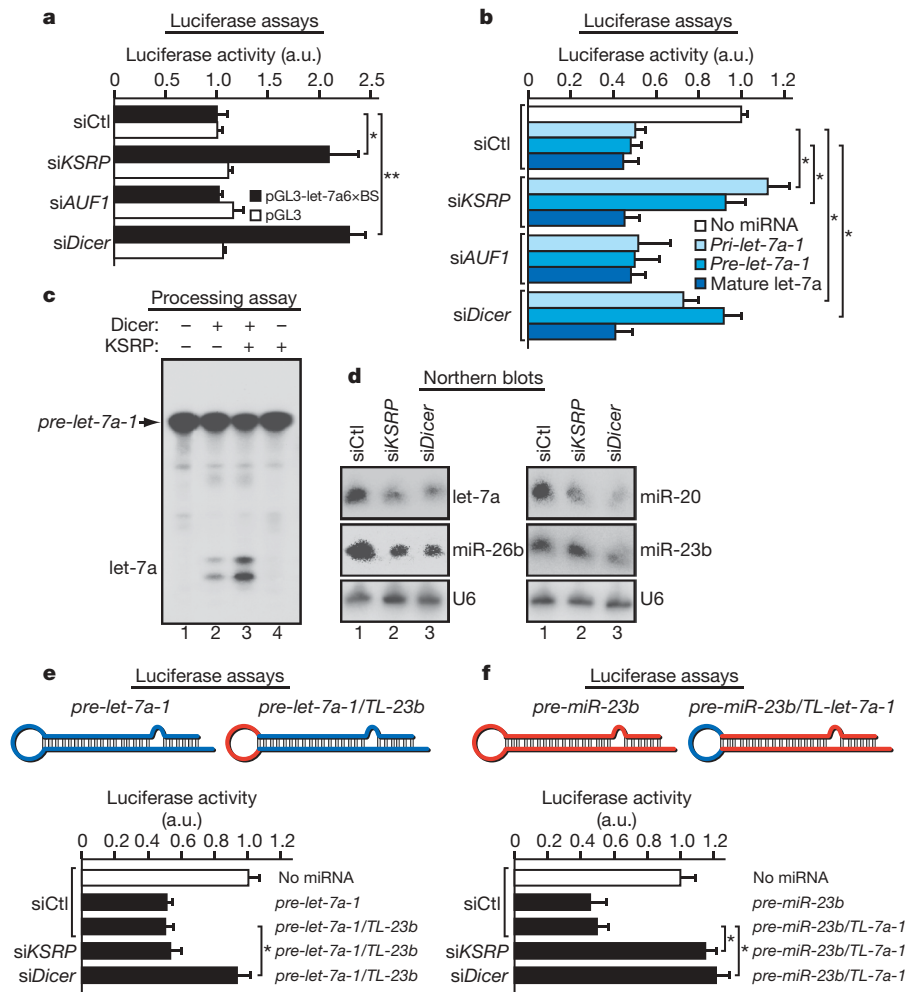 a
Luciferase assays
Luciferase activity (a.u.)
0 0.5 1.0 1.5 2.0 2.5
siCtl
siKSRP
siAUF1
siDicer
*
**
pGL3-let-7a6×BS
pGL3
b
Luciferase assays
Luciferase activity (a.u.)
0 0.2 0.4 0.6 0.8 1.0 1.2
siCtl
siKSRP
siAUF1
siDicer
* * * *
No miRNA
Pri-let-7a-1
Pre-let-7a-1
Mature let-7a
c
Processing assay
Dicer: – + + –
KSRP: – – + +
pre-let-7a-1
let-7a
1 2 3 4
d
Northern blots
siCtl siKSRP siDicer
let-7a
miR-26b
U6
1 2 3
siCtl siKSRP siDicer
miR-20
miR-23b
U6
1 2 3
e
Luciferase assays
pre-let-7a-1 pre-let-7a-1/TL-23b
Luciferase activity
(a.u.)
0 0.2 0.4 0.6 0.8 1.0 1.2
No miRNA
siCtl pre-let-7a-1
pre-let-7a-1/TL-23b
siKSRP * pre-let-7a-1/TL-23b
siDicer pre-let-7a-1/TL-23b
f
Luciferase assays
pre-miR-23b pre-miR-23b/TL-let-7a-1
Luciferase activity
(a.u.)
0 0.2 0.4 0.6 0.8 1.0 1.2
No miRNA
siCtl pre-miR-23b
pre-miR-23b/TL-7a-1
siKSRP * * pre-miR-23b/TL-7a-1
siDicer pre-miR-23b/TL-7a-1